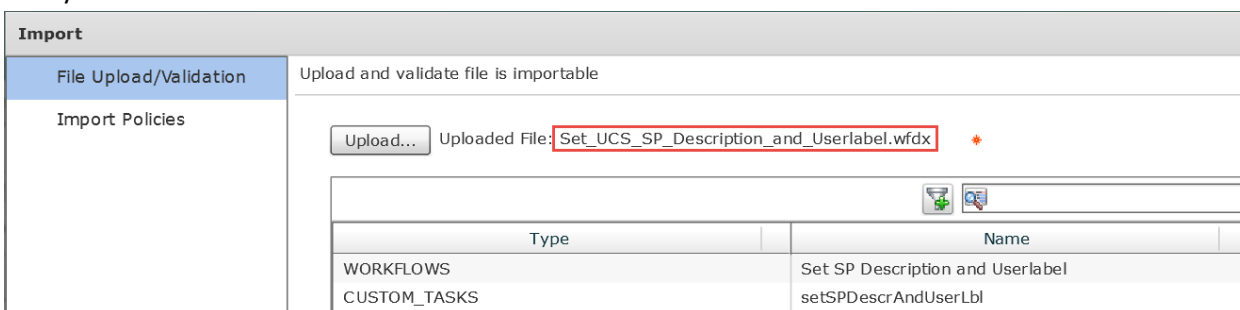 Import
File Upload/Validation
Upload and validate file is importable
Import Policies
Upload... Uploaded File: Set_UCS_SP_Description_and_Userlabel.wfdx *
Type Name
WORKFLOWS Set SP Description and Userlabel
CUSTOM_TASKS setSPDescrAndUserLbl